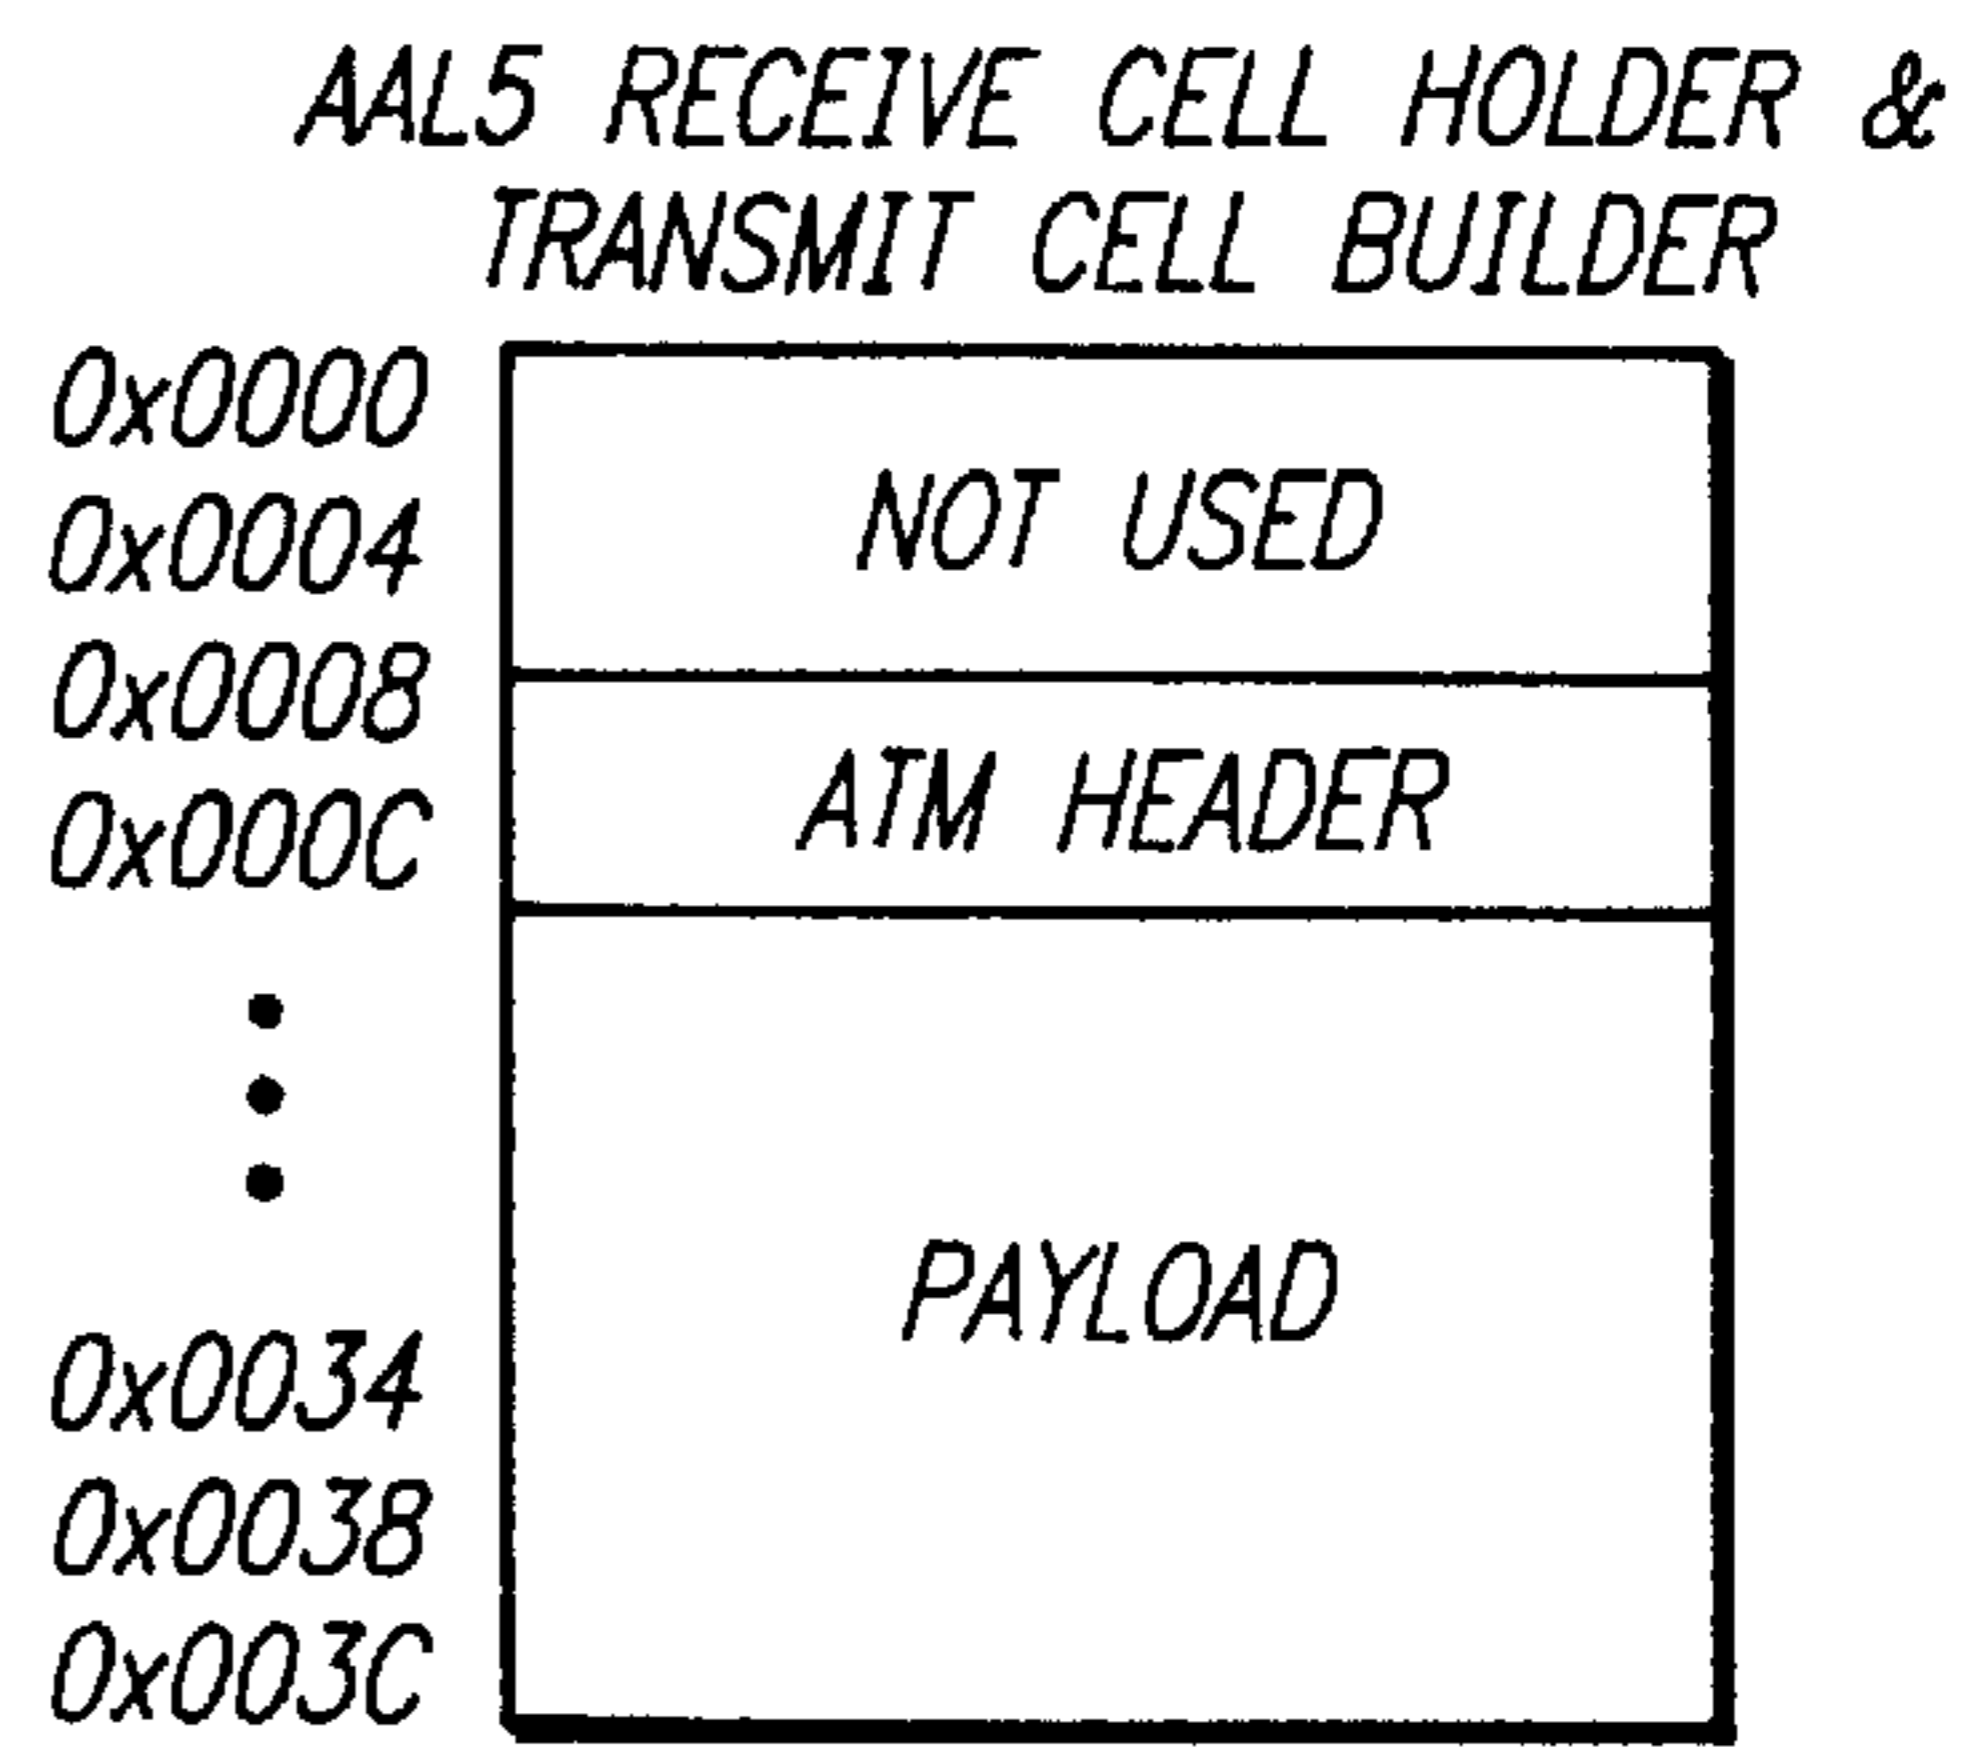 AAL5 RECEIVE CELL HOLDER &
TRANSMIT CELL BUILDER
0x0000
0x0004
NOT USED
0x0008
ATM HEADER
0x000C
PAYLOAD
0x0034
0x0038
0x003C